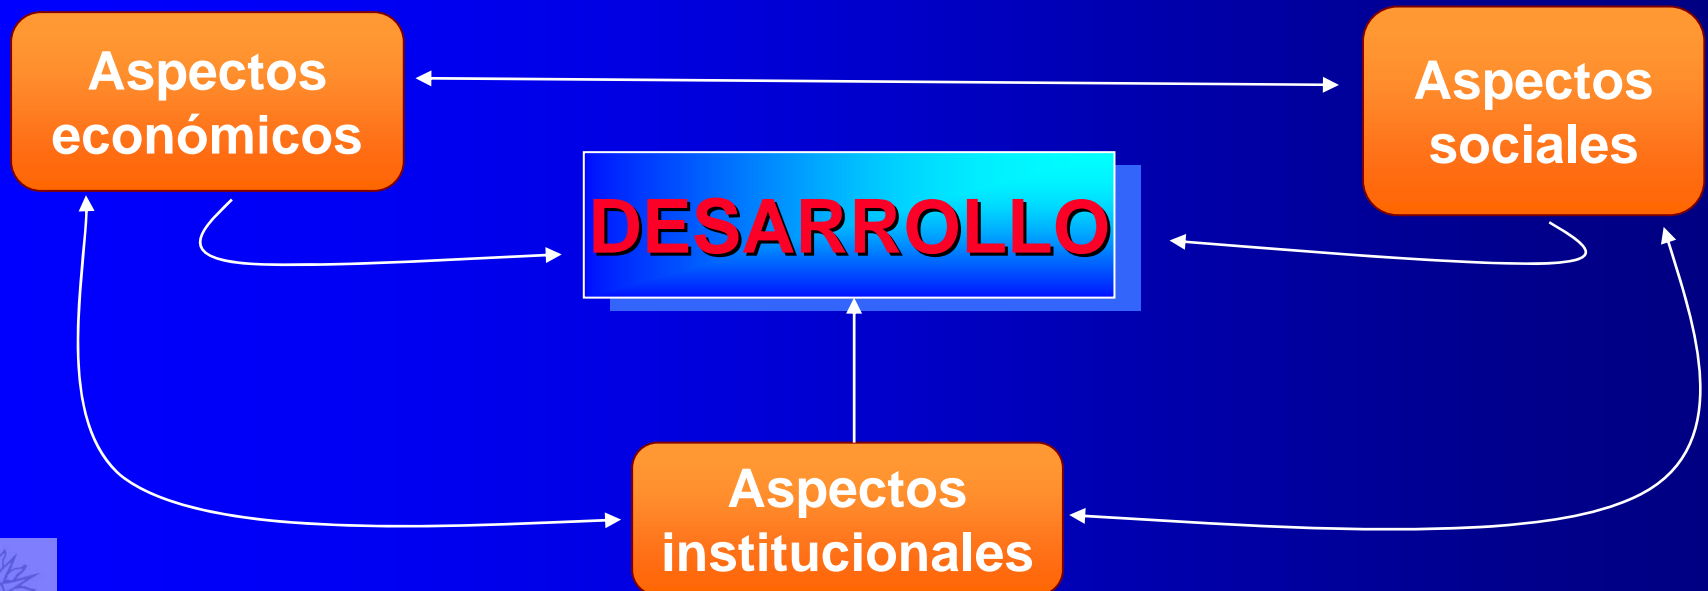 Aspectos
económicos
Aspectos
sociales
DESARROLLO
Aspectos
institucionales